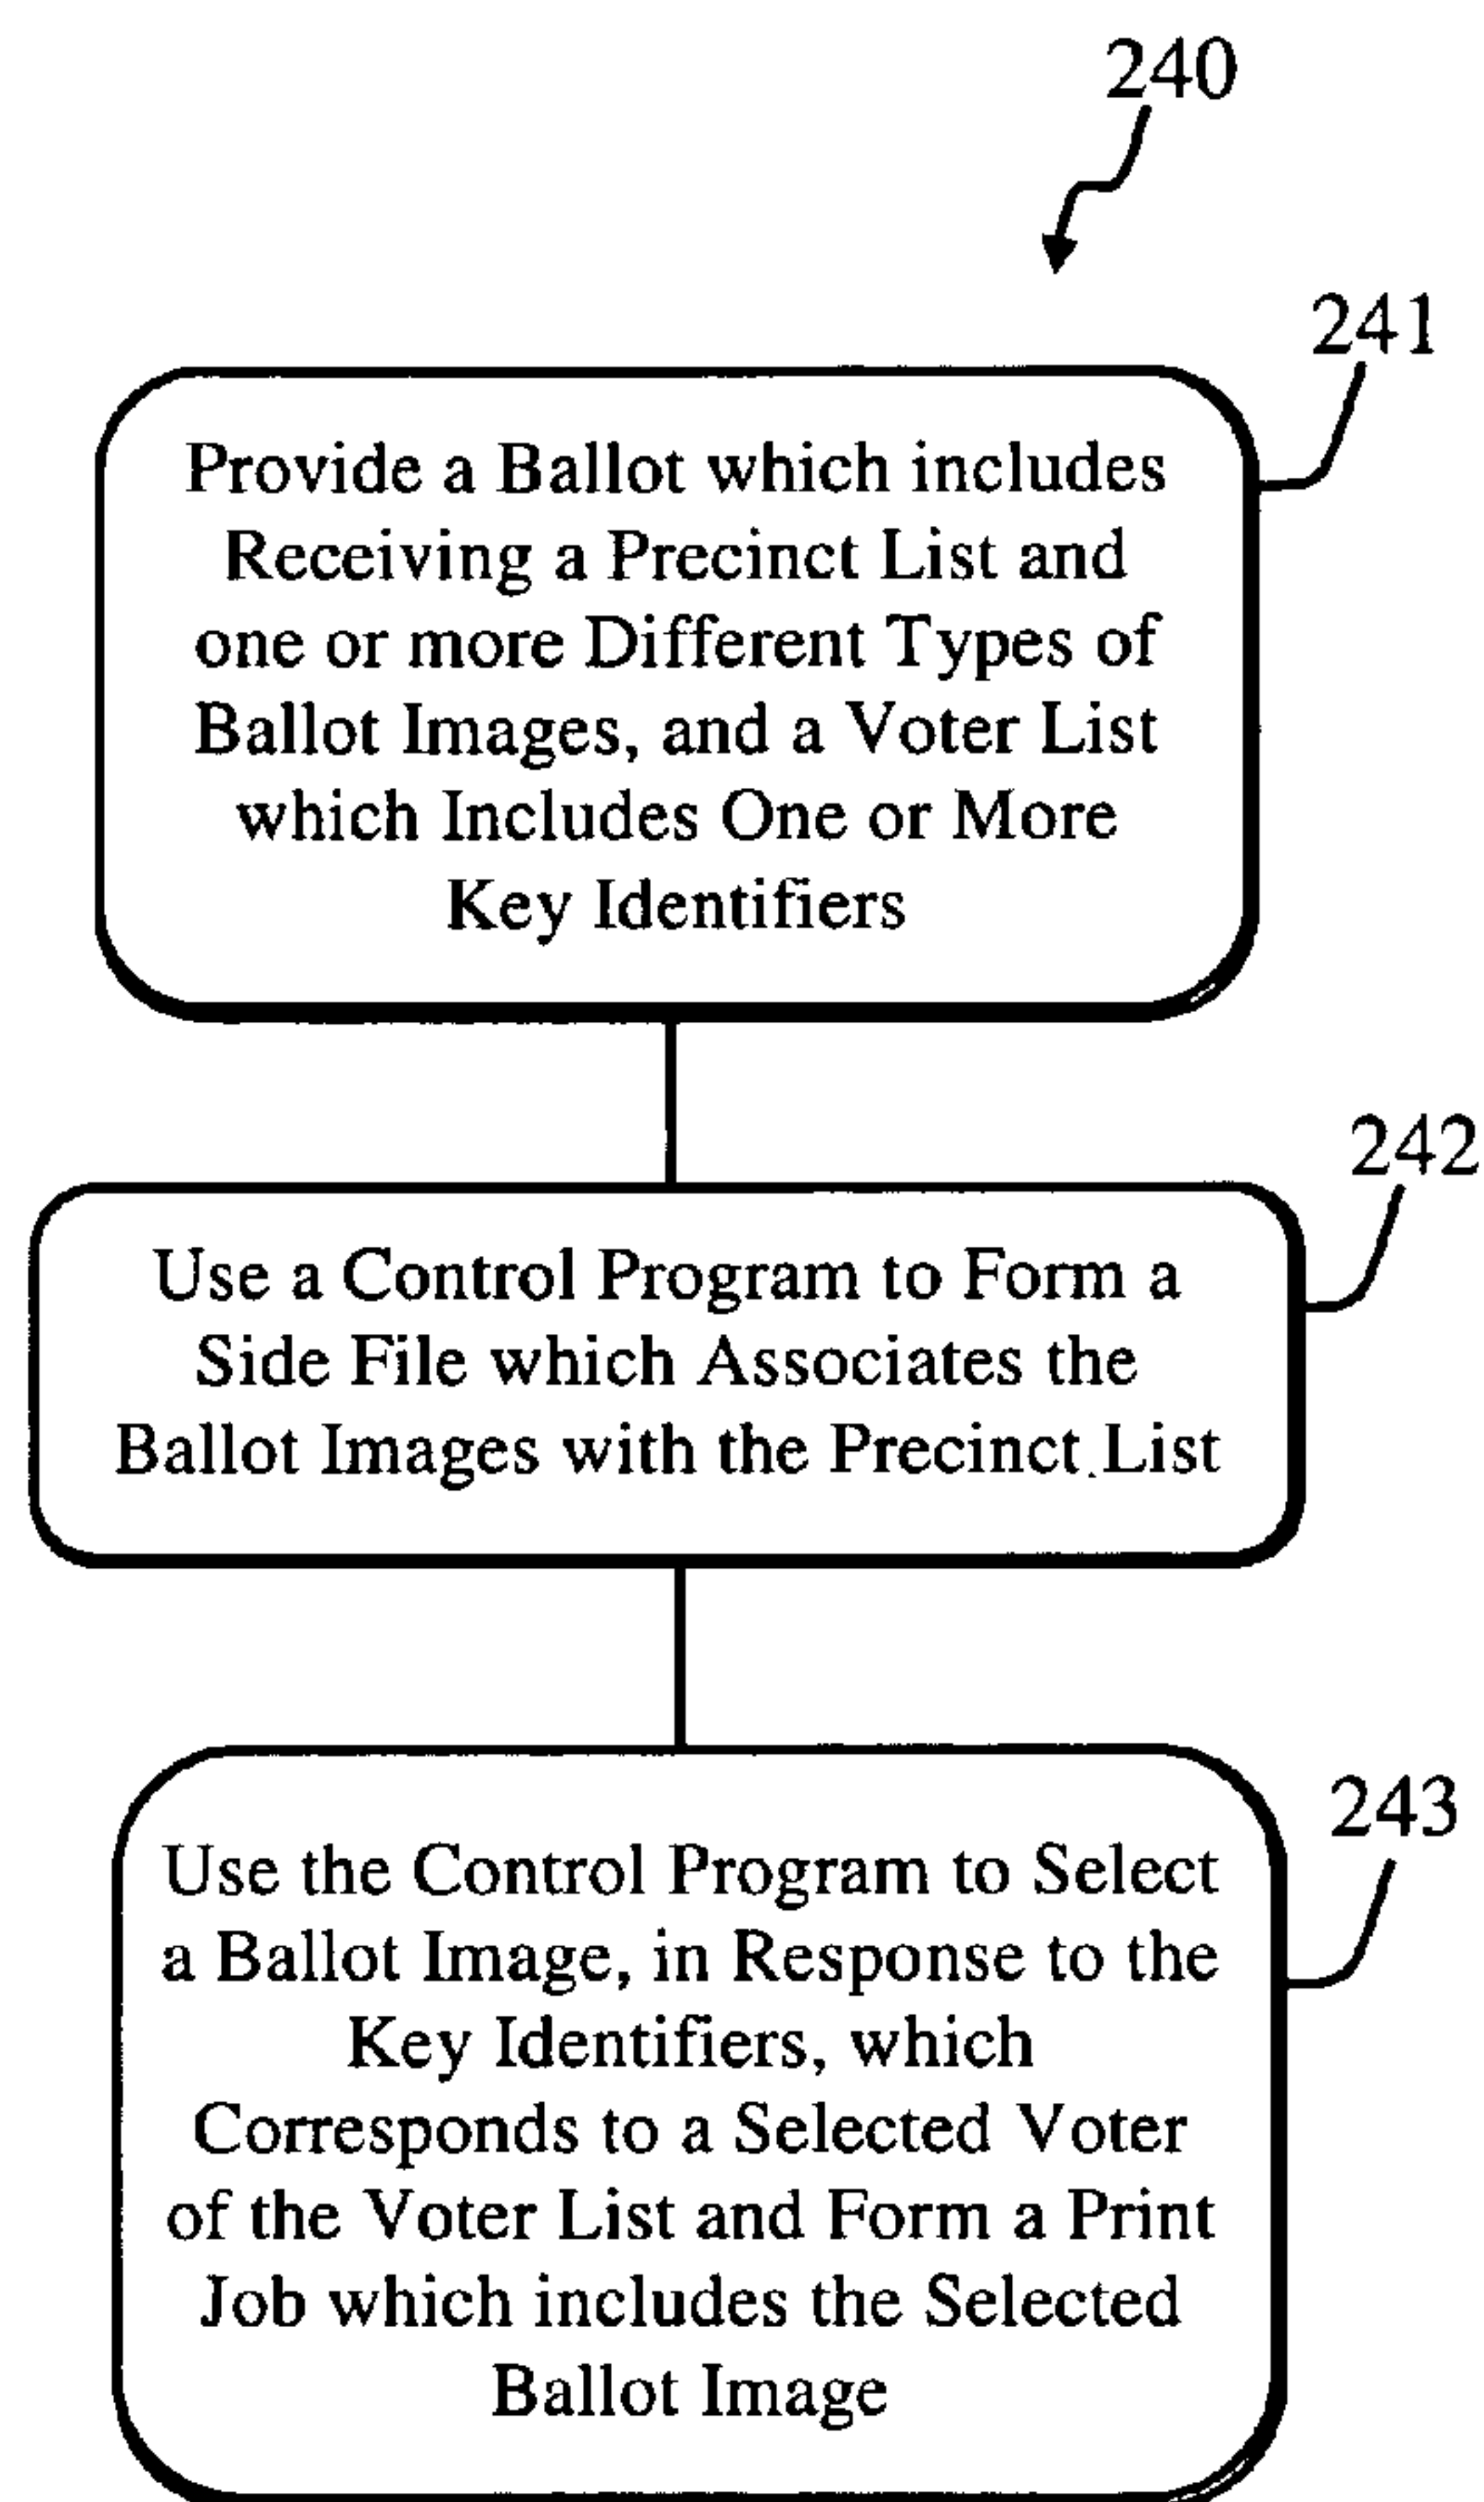 240
241
Provide a Ballot which includes
Receiving a Precinct List and
one or more Different Types of
Ballot Images, and a Voter List
which Includes One or More
Key Identifiers
242
Use a Control Program to Form a
Side File which Associates the
Ballot Images with the Precinct List
243
Use the Control Program to Select
a Ballot Image, in Response to the
Key Identifiers, which
Corresponds to a Selected Voter
of the Voter List and Form a Print
Job which includes the Selected
Ballot Image